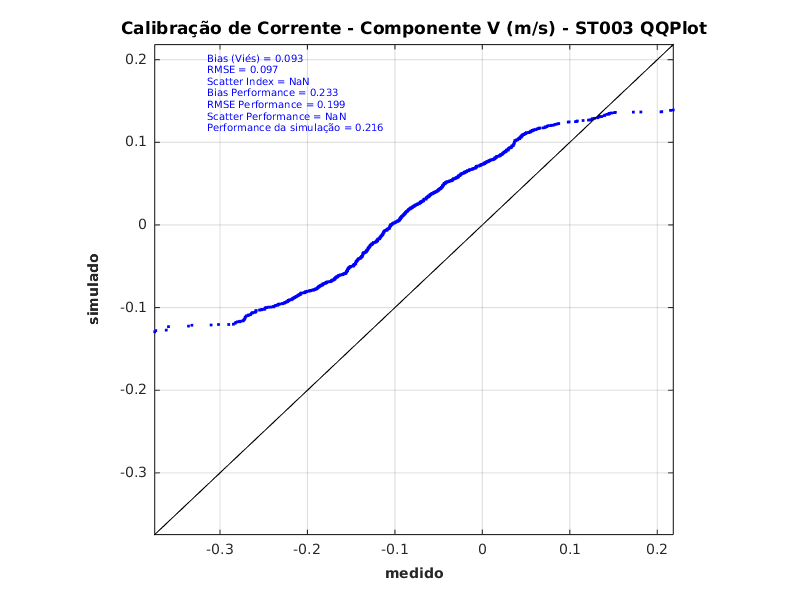 Calibração de Corrente - Componente V (m/s) - ST003 QQPlot
Bias (Viés) = 0.093
RMSE = 0.097
Scatter Index = NaN
Bias Performance = 0.233
RMSE Performance = 0.199
Scatter Performance = NaN
Performance da simulação = 0.216
0.2
0.1
0
-0.1
-0.2
-0.3
simulado
-0.3
-0.2
-0.1
0
0.1
0.2
medido